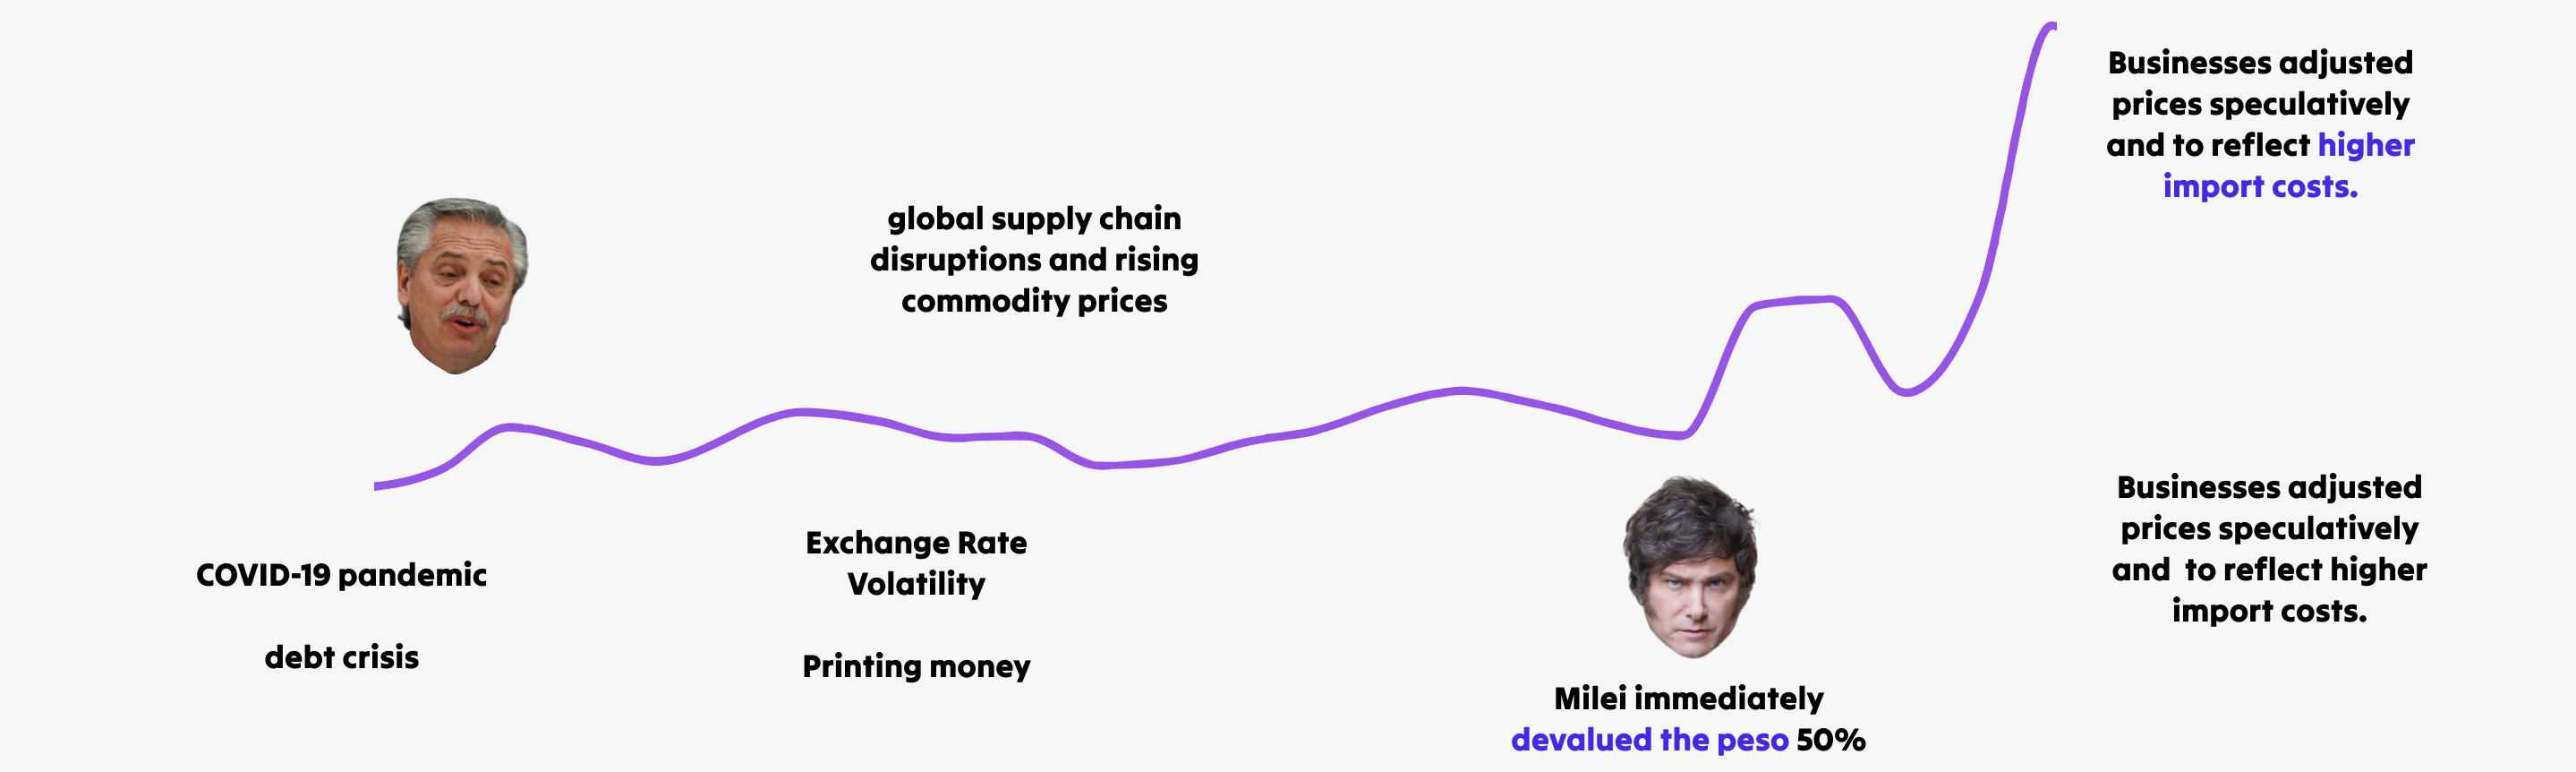 Businesses adjusted
prices speculatively
and to reflect higher
import costs.
global supply chain
disruptions and rising
commodity prices
COVID-19 pandemic
debt crisis
Exchange Rate
Volatility
Printing money
Milei immediately
devalued the peso 50%
Businesses adjusted
prices speculatively
and  to reflect higher
import costs.